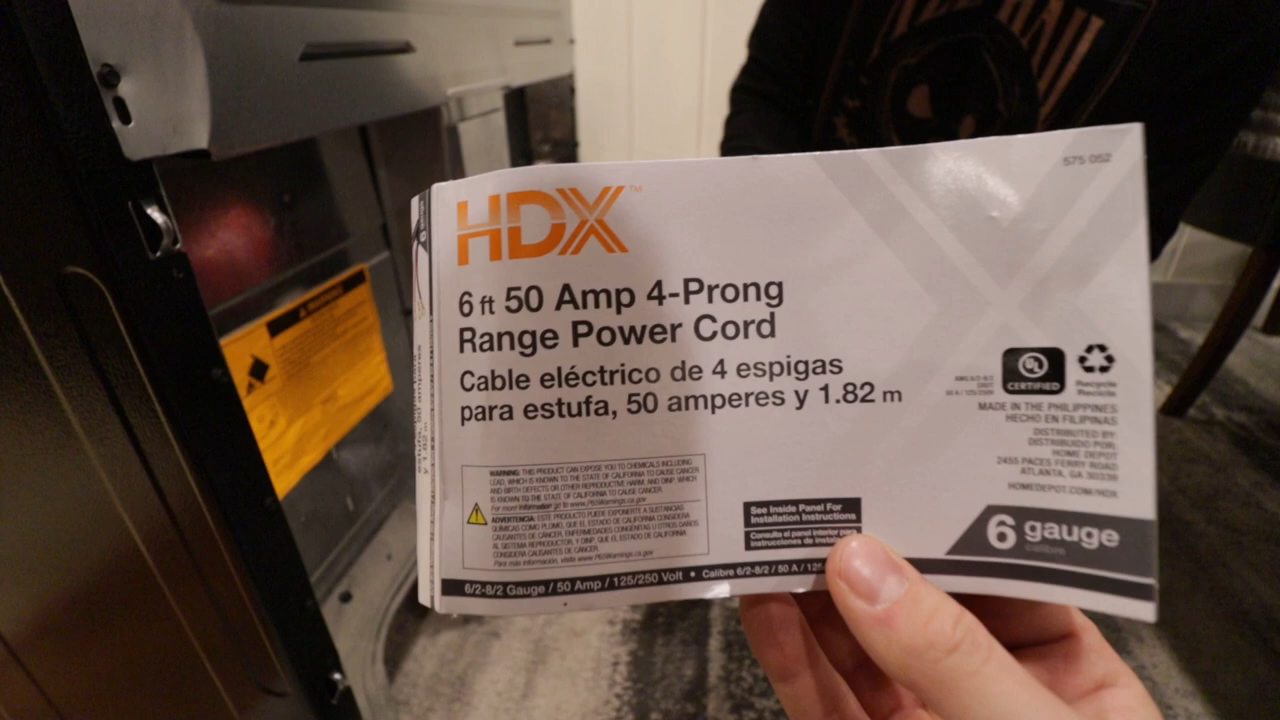 575 052
HDX™
6 ft 50 Amp 4-Prong
Range Power Cord
Cable eléctrico de 4 espigas
para estufa, 50 amperes y 1.82 m
UL
CERTIFIED
Recycle
Recicle
MADE IN THE PHILIPPINES
HECHO EN FILIPINAS
DISTRIBUTED BY:
DISTRIBUIDO POR:
HOME DEPOT
2455 PACES FERRY ROAD
ATLANTA, GA 30339
HOMEDEPOT.COM/HDX
WARNING: THIS PRODUCT CAN EXPOSE YOU TO CHEMICALS INCLUDING
LEAD, WHICH IS KNOWN TO THE STATE OF CALIFORNIA TO CAUSE CANCER
AND BIRTH DEFECTS OR OTHER REPRODUCTIVE HARM, AND DINP, WHICH
IS KNOWN TO THE STATE OF CALIFORNIA TO CAUSE CANCER.
For more information go to www.P65Warnings.ca.gov
ADVERTENCIA: ESTE PRODUCTO PUEDE EXPONERTE A SUSTANCIAS
QUÍMICAS COMO PLOMO, QUE EL ESTADO DE CALIFORNIA CONSIDERA
CAUSANTES DE CÁNCER, ENFERMEDADES CONGÉNITAS U OTROS DAÑOS
AL SISTEMA REPRODUCTOR, Y DINP, QUE EL ESTADO DE CALIFORNIA
CONSIDERA CAUSANTES DE CÁNCER.
Para más información, visita www.P65Warnings.ca.gov
See Inside Panel For
Installation Instructions
Consulta el panel interior para
instrucciones de
6 gauge
calibre
6/2-8/2 Gauge / 50 Amp / 125/250 Volt • Calibre 6/2-8/2 / 50 A /
WARNING